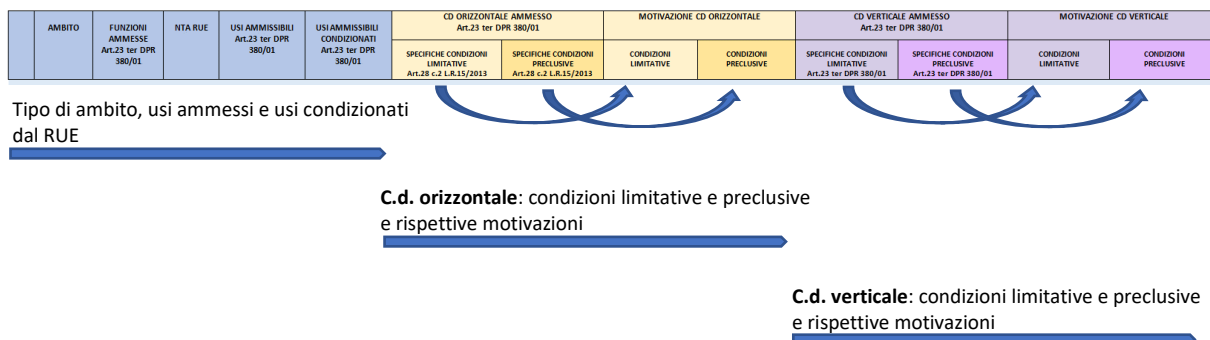 AMBITO
FUNZIONI
AMMESSE
Art.23 ter DPR
380/01
NTA RUE
USI AMMISSIBILI
Art.23 ter DPR
380/01
USI AMMISSIBILI
CONDIZIONATI
Art.23 ter DPR
380/01
CD ORIZZONTALE AMMESSO
Art.23 ter DPR 380/01
SPECIFICHE CONDIZIONI
LIMITATIVE
Art.28 c.2 L.R.15/2013
SPECIFICHE CONDIZIONI
PRECLUSIVE
Art.28 c.2 L.R.15/2013
MOTIVAZIONE CD ORIZZONTALE
CONDIZIONI
LIMITATIVE
CONDIZIONI
PRECLUSIVE
CD VERTICALE AMMESSO
Art.23 ter DPR 380/01
SPECIFICHE CONDIZIONI
LIMITATIVE
Art.23 ter DPR 380/01
SPECIFICHE CONDIZIONI
PRECLUSIVE
Art.23 ter DPR 380/01
MOTIVAZIONE CD VERTICALE
CONDIZIONI
LIMITATIVE
CONDIZIONI
PRECLUSIVE
Tipo di ambito, usi ammessi e usi condizionati
dal RUE
C.d. orizzontale: condizioni limitative e preclusive
e rispettive motivazioni
C.d. verticale: condizioni limitative e preclusive
e rispettive motivazioni